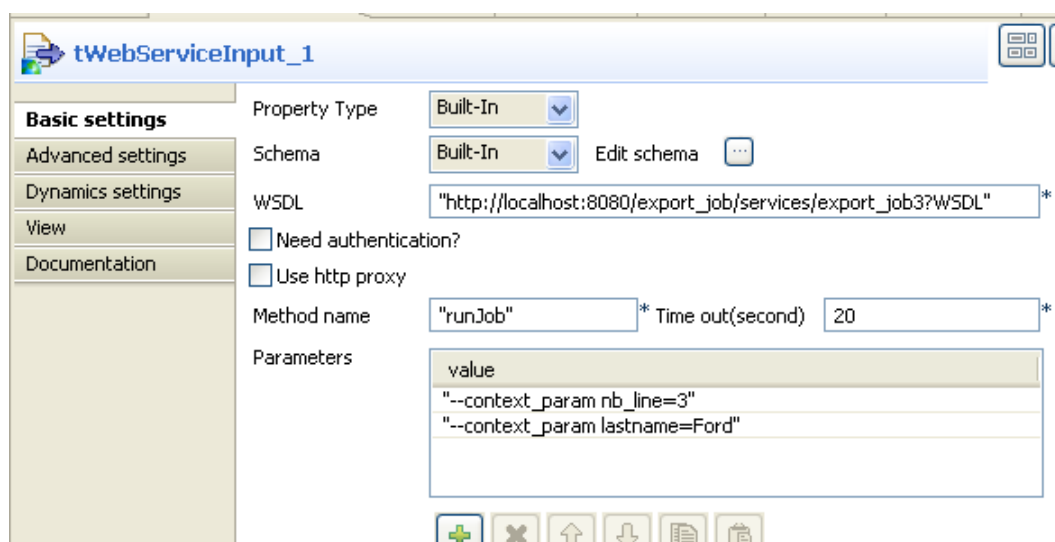 tWebServiceInput_1
Basic settings
Advanced settings
Dynamics settings
View
Documentation
Property Type Built-In
Schema Built-In Edit schema ...
WSDL "http://localhost:8080/export_job/services/export_job3?WSDL" *
Need authentication?
Use http proxy
Method name "runJob" * Time out(second) 20 *
Parameters
value
"--context_param nb_line=3"
"--context_param lastname=Ford"